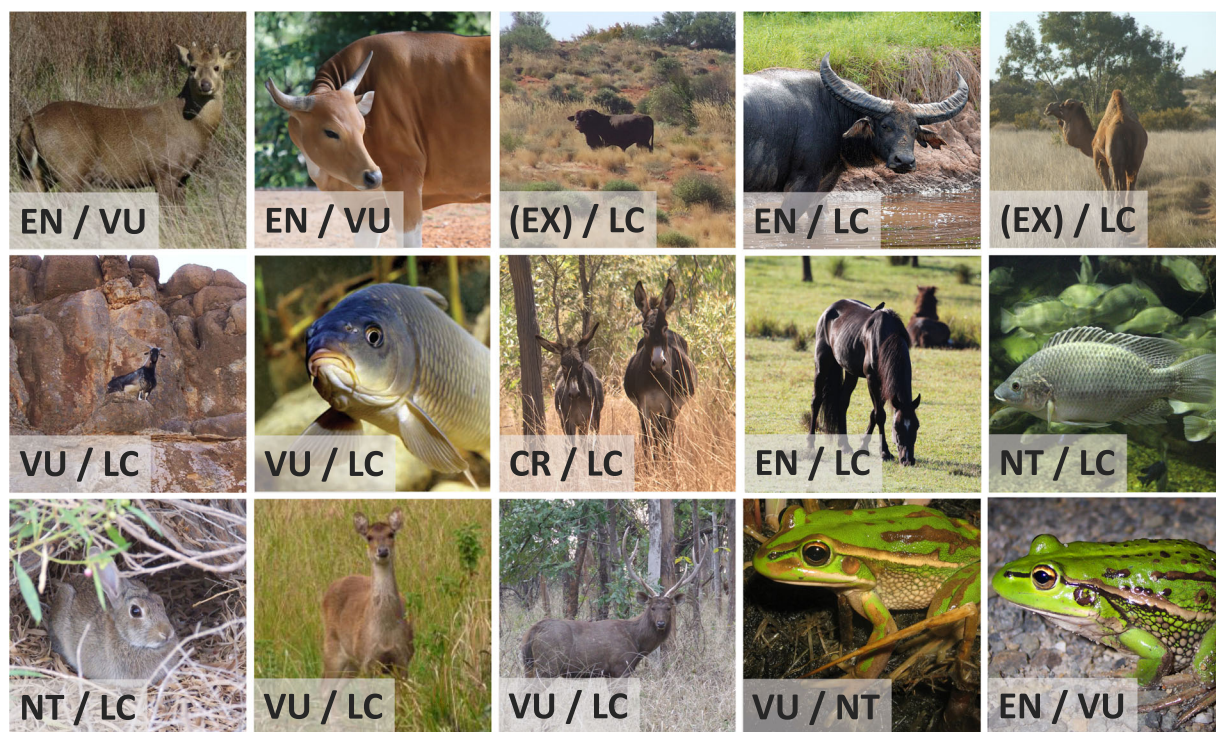 EN / VU
EN / VU
(EX) / LC
EN / LC
(EX) / LC
VU / LC
VU / LC
CR / LC
EN / LC
NT / LC
NT / LC
VU / LC
VU / LC
VU / NT
EN / VU